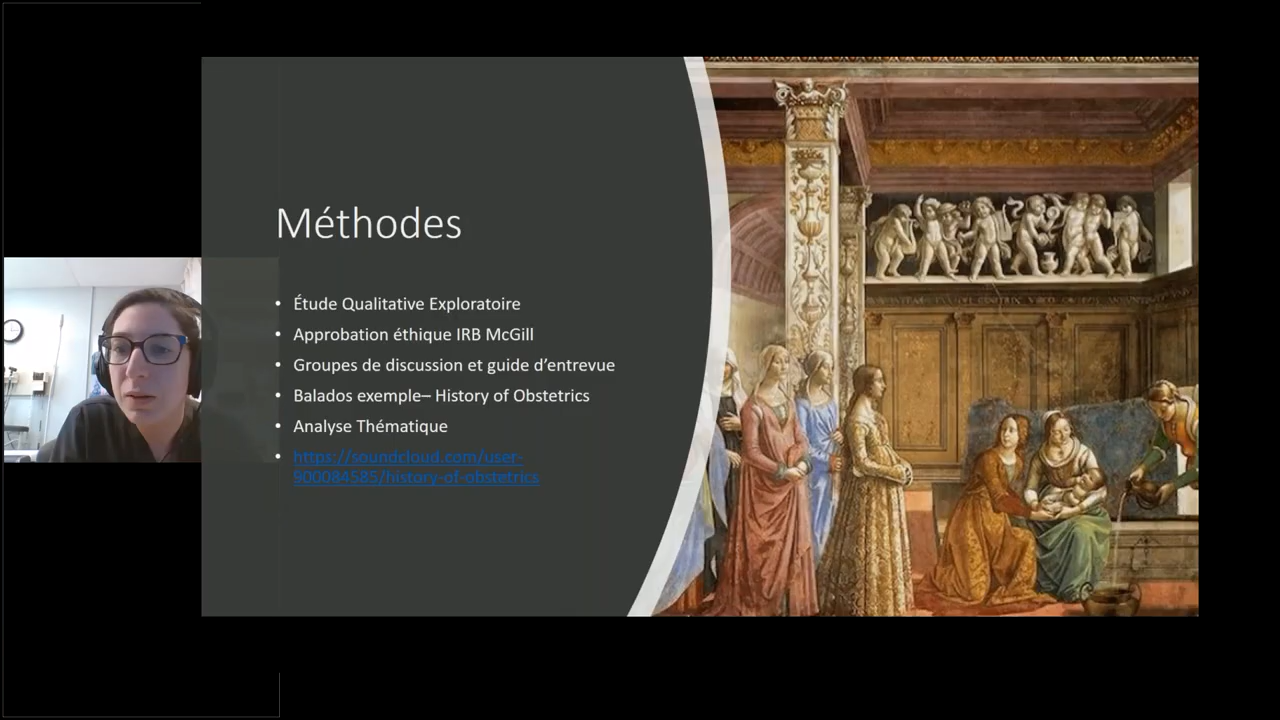 Méthodes
• Étude Qualitative Exploratoire
• Approbation éthique IRB McGill
• Groupes de discussion et guide d’entrevue
• Balados exemple– History of Obstetrics
• Analyse Thématique
• https://soundcloud.com/user-
900084585/history-of-obstetrics